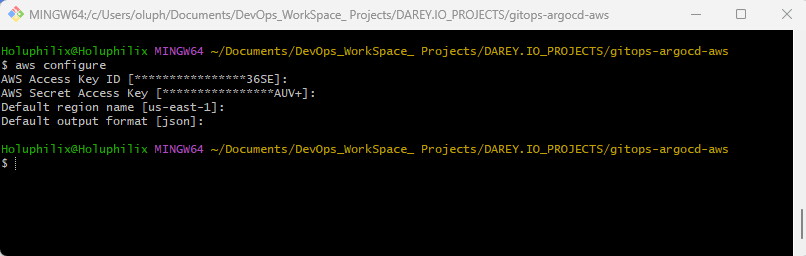 MINGW64:/c/Users/oluph/Documents/DevOps_WorkSpace_ Projects/DAREY.IO_PROJECTS/gitops-argocd-aws
Holuphilix@Holuphilix MINGW64 ~/Documents/DevOps_WorkSpace_ Projects/DAREY.IO_PROJECTS/gitops-argocd-aws
$ aws configure
AWS Access Key ID [****************36SE]:
AWS Secret Access Key [****************AUV+]:
Default region name [us-east-1]:
Default output format [json]:
Holuphilix@Holuphilix MINGW64 ~/Documents/DevOps_WorkSpace_ Projects/DAREY.IO_PROJECTS/gitops-argocd-aws
$